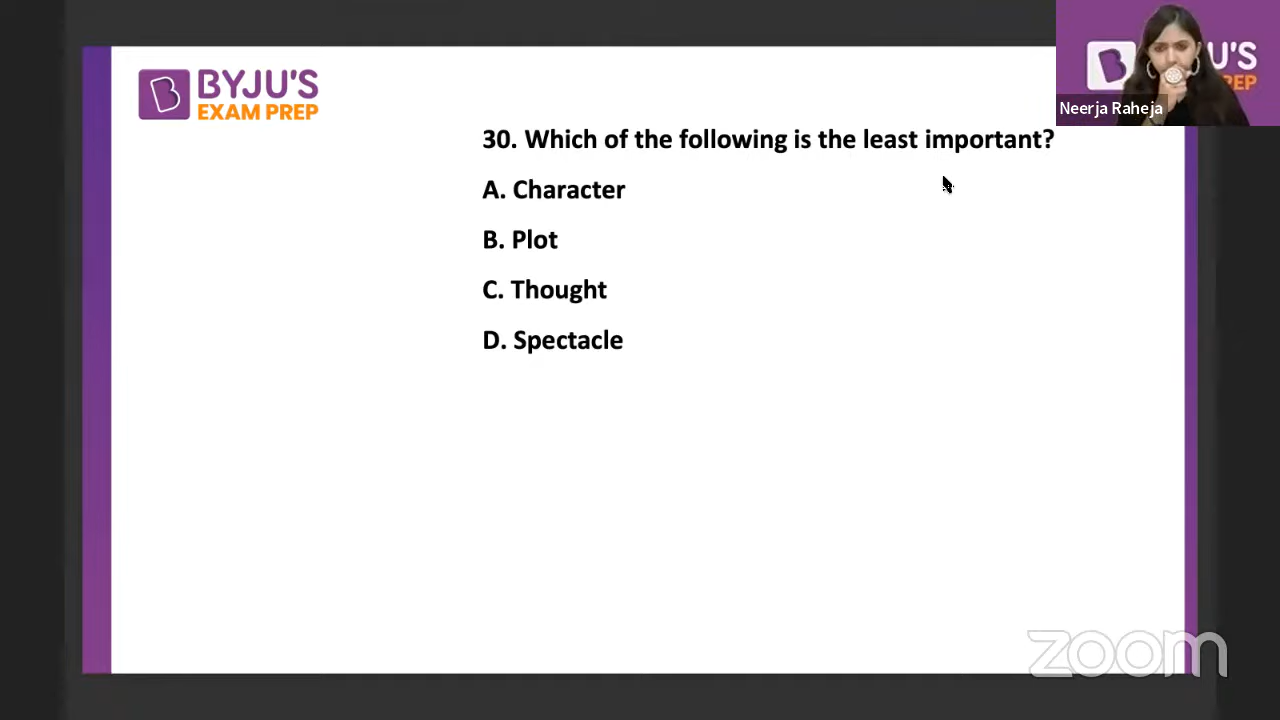 BYJU'S
EXAM PREP
'S
EP
Neerja Raheja
30. Which of the following is the least important?
A. Character
B. Plot
C. Thought
D. Spectacle
zoom